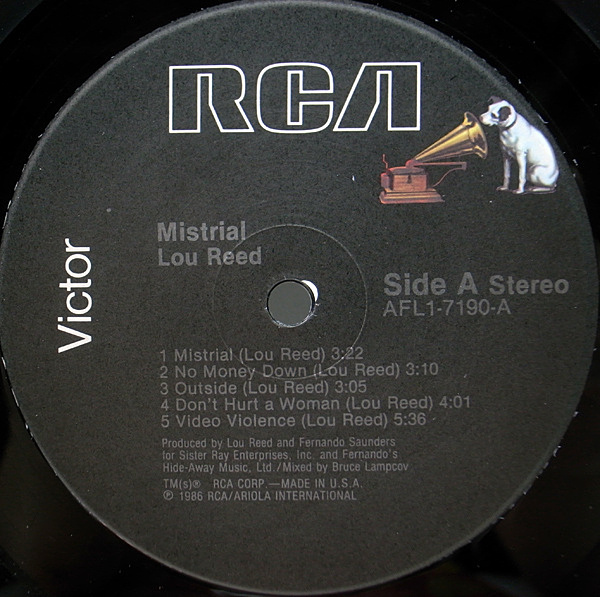 RCA
Victor
Mistrial
Lou Reed
Side A Stereo
AFL1-7190-A
1 Mistrial (Lou Reed) 3:22
2 No Money Down (Lou Reed) 3:10
3 Outside (Lou Reed) 3:05
4 Don't Hurt a Woman (Lou Reed) 4:01
5 Video Violence (Lou Reed) 5:36
Produced by Lou Reed and Fernando Saunders
for Sister Ray Enterprises, Inc. and Fernando's
Hide-Away Music, Ltd./Mixed by Bruce Lampcov
TM(s)® RCA CORP.—MADE IN U.S.A.
℗ 1986 RCA/ARIOLA INTERNATIONAL